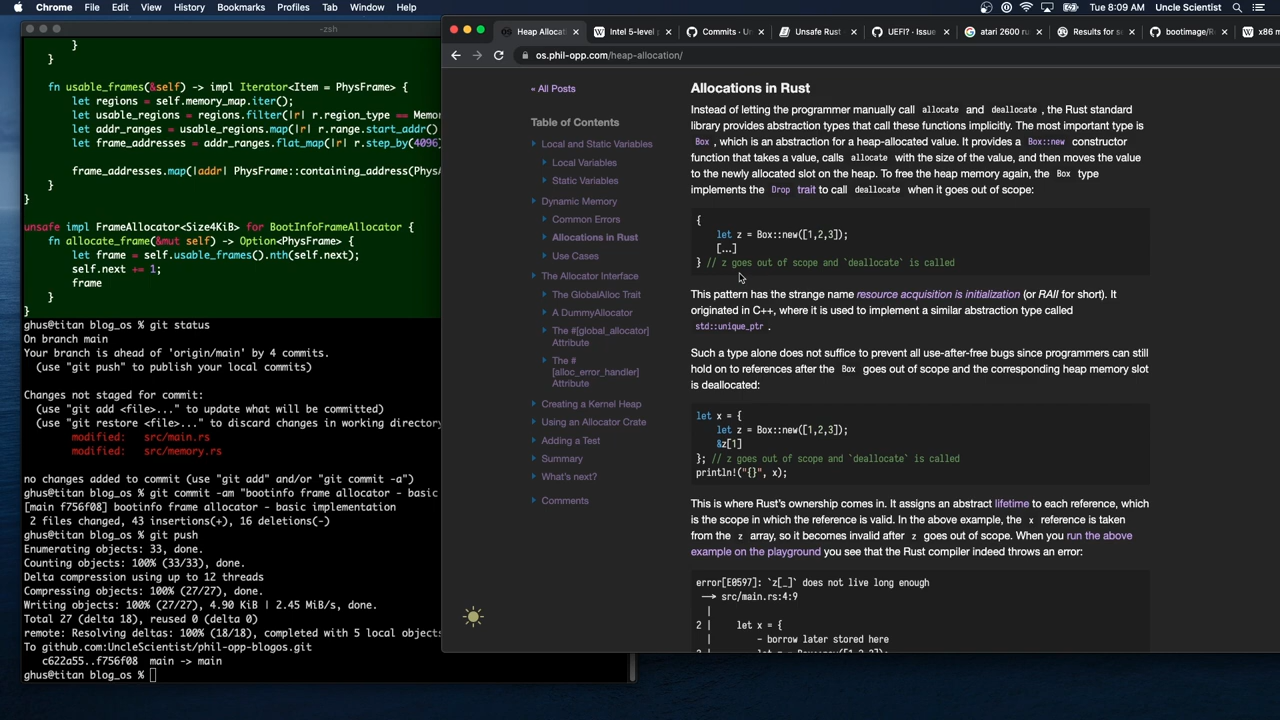 Chrome File Edit View History Bookmarks Profiles Tab Window Help Tue 8:09 AM Uncle Scientist
-zsh
}
}
fn usable_frames(&self) -> impl Iterator<Item = PhysFrame> {
let regions = self.memory_map.iter();
let usable_regions = regions.filter(|r| r.region_type == Memor
let addr_ranges = usable_regions.map(|r| r.range.start_addr()
let frame_addresses = addr_ranges.flat_map(|r| r.step_by(4096
frame_addresses.map(|addr| PhysFrame::containing_address(PhysA
}
}
unsafe impl FrameAllocator<Size4KiB> for BootInfoFrameAllocator {
fn allocate_frame(&mut self) -> Option<PhysFrame> {
let frame = self.usable_frames().nth(self.next);
self.next += 1;
frame
}
}
ghus@titan blog_os % git status
On branch main
Your branch is ahead of 'origin/main' by 4 commits.
(use "git push" to publish your local commits)
Changes not staged for commit:
(use "git add <file>..." to update what will be committed)
(use "git restore <file>..." to discard changes in working directory
modified: src/main.rs
modified: src/memory.rs
no changes added to commit (use "git add" and/or "git commit -a")
ghus@titan blog_os % git commit -am "bootinfo frame allocator - basic
[main f756f08] bootinfo frame allocator - basic implementation
2 files changed, 43 insertions(+), 16 deletions(-)
ghus@titan blog_os % git push
Enumerating objects: 33, done.
Counting objects: 100% (33/33), done.
Delta compression using up to 12 threads
Compressing objects: 100% (27/27), done.
Writing objects: 100% (27/27), 4.90 KiB | 2.45 MiB/s, done.
Total 27 (delta 18), reused 0 (delta 0)
remote: Resolving deltas: 100% (18/18), completed with 5 local objects
To github.com:UncleScientist/phil-opp-blogos.git
c622a55..f756f08 main -> main
ghus@titan blog_os %
Heap Allocat Intel 5-level p Commits · Un Unsafe Rust UEFI? · Issue atari 2600 r Results for s bootimage/R x86 m
os.phil-opp.com/heap-allocation/
« All Posts
Table of Contents
Local and Static Variables
Local Variables
Static Variables
Dynamic Memory
Common Errors
Allocations in Rust
Use Cases
The Allocator Interface
The GlobalAlloc Trait
A DummyAllocator
The #[global_allocator]
Attribute
The #
[alloc_error_handler]
Attribute
Creating a Kernel Heap
Using an Allocator Crate
Adding a Test
Summary
What's next?
Comments
Allocations in Rust
Instead of letting the programmer manually call allocate and deallocate , the Rust standard
library provides abstraction types that call these functions implicitly. The most important type is
Box , which is an abstraction for a heap-allocated value. It provides a Box::new constructor
function that takes a value, calls allocate with the size of the value, and then moves the value
to the newly allocated slot on the heap. To free the heap memory again, the Box type
implements the Drop trait to call deallocate when it goes out of scope:
{
let z = Box::new([1,2,3]);
[...]
} // z goes out of scope and `deallocate` is called
This pattern has the strange name resource acquisition is initialization (or RAII for short). It
originated in C++, where it is used to implement a similar abstraction type called
std::unique_ptr .
Such a type alone does not suffice to prevent all use-after-free bugs since programmers can still
hold on to references after the Box goes out of scope and the corresponding heap memory slot
is deallocated:
let x = {
let z = Box::new([1,2,3]);
&z[1]
}; // z goes out of scope and `deallocate` is called
println!("{}", x);
This is where Rust's ownership comes in. It assigns an abstract lifetime to each reference, which
is the scope in which the reference is valid. In the above example, the x reference is taken
from the z array, so it becomes invalid after z goes out of scope. When you run the above
example on the playground you see that the Rust compiler indeed throws an error:
error[E0597]: `z[_]` does not live long enough
--> src/main.rs:4:9
|
2 | let x = {
| - borrow later stored here